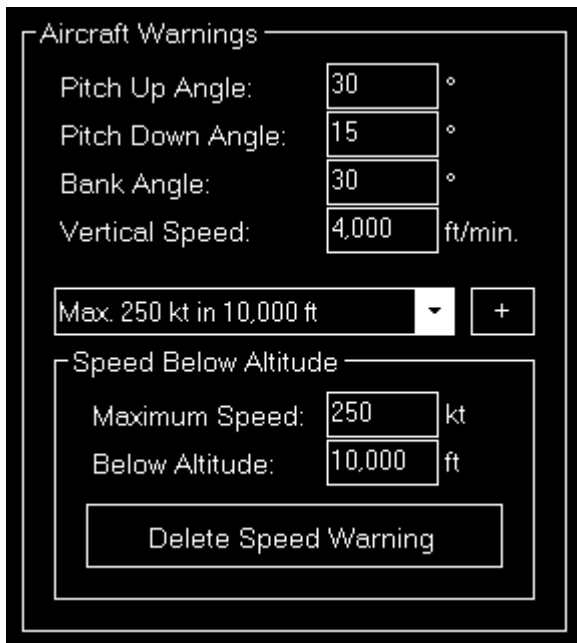 Aircraft Warnings
Pitch Up Angle: 30 °
Pitch Down Angle: 15 °
Bank Angle: 30 °
Vertical Speed: 4,000 ft/min.
Max. 250 kt in 10,000 ft +
Speed Below Altitude
Maximum Speed: 250 kt
Below Altitude: 10,000 ft
Delete Speed Warning